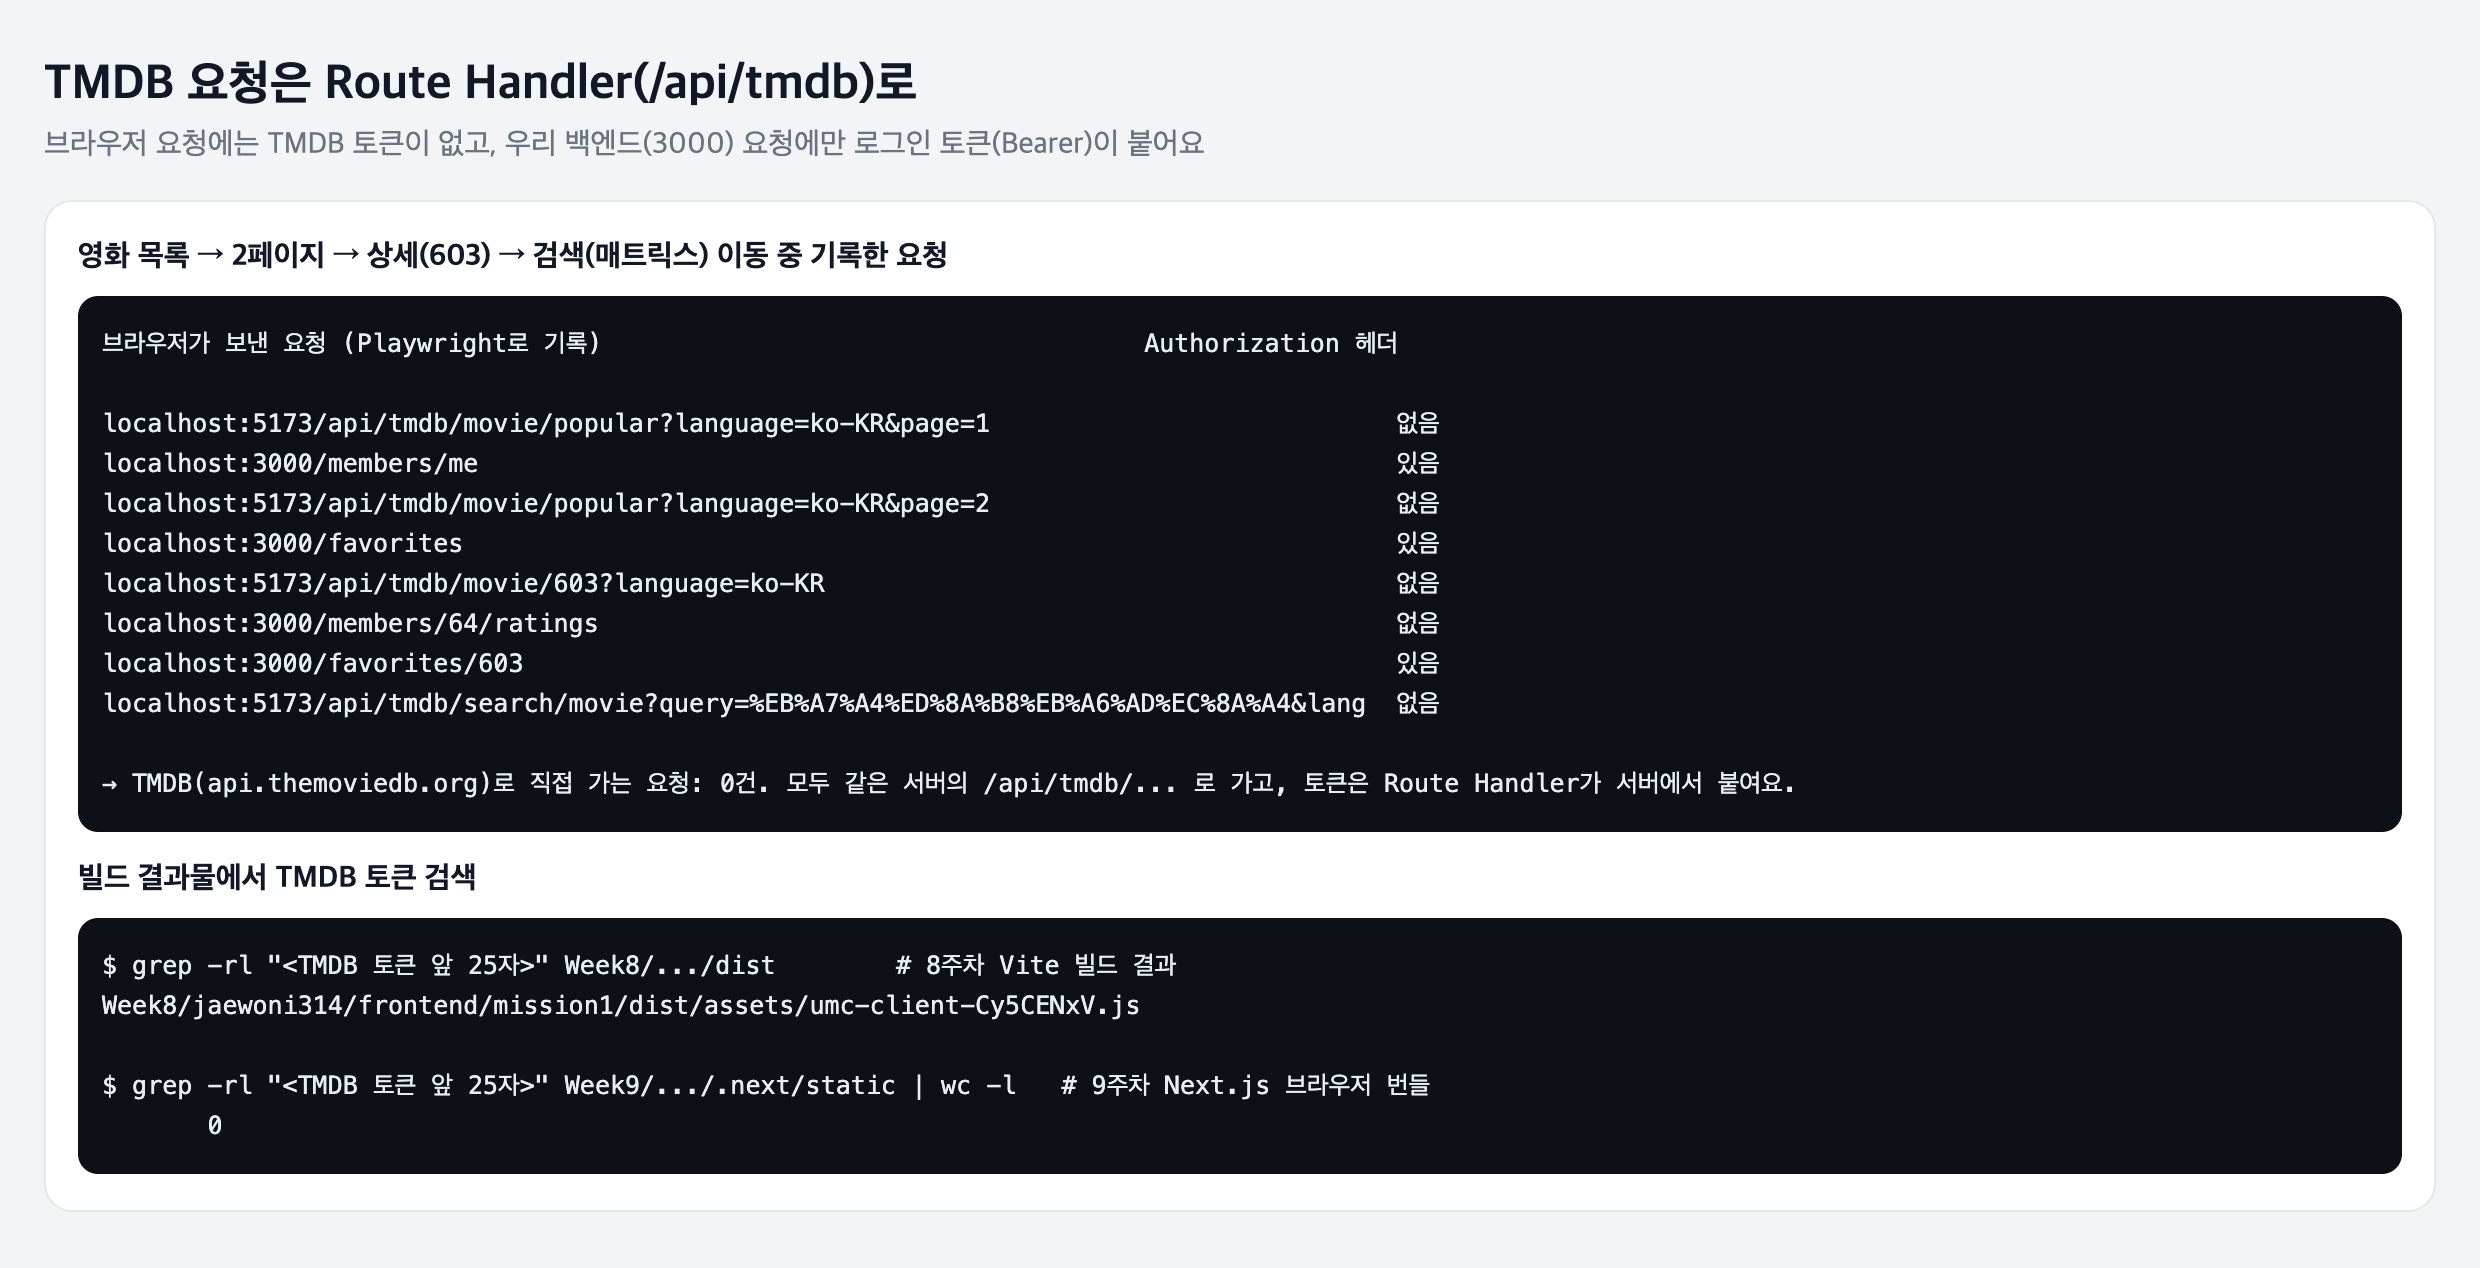 TMDB 요청은 Route Handler(/api/tmdb)로
브라우저 요청에는 TMDB 토큰이 없고, 우리 백엔드(3000) 요청에만 로그인 토큰(Bearer)이 붙어요
영화 목록 → 2페이지 → 상세(603) → 검색(매트릭스) 이동 중 기록한 요청
브라우저가 보낸 요청 (Playwright로 기록) Authorization 헤더
localhost:5173/api/tmdb/movie/popular?language=ko-KR&page=1 없음
localhost:3000/members/me 있음
localhost:5173/api/tmdb/movie/popular?language=ko-KR&page=2 없음
localhost:3000/favorites 있음
localhost:5173/api/tmdb/movie/603?language=ko-KR 없음
localhost:3000/members/64/ratings 없음
localhost:3000/favorites/603 있음
localhost:5173/api/tmdb/search/movie?query=%EB%A7%A4%ED%8A%B8%EB%A6%AD%EC%8A%A4&lang 없음
→ TMDB(api.themoviedb.org)로 직접 가는 요청: 0건. 모두 같은 서버의 /api/tmdb/... 로 가고, 토큰은 Route Handler가 서버에서 붙여요.
빌드 결과물에서 TMDB 토큰 검색
$ grep -rl "<TMDB 토큰 앞 25자>" Week8/.../dist # 8주차 Vite 빌드 결과
Week8/jaewoni314/frontend/mission1/dist/assets/umc-client-Cy5CENxV.js
$ grep -rl "<TMDB 토큰 앞 25자>" Week9/.../.next/static | wc -l # 9주차 Next.js 브라우저 번들
0